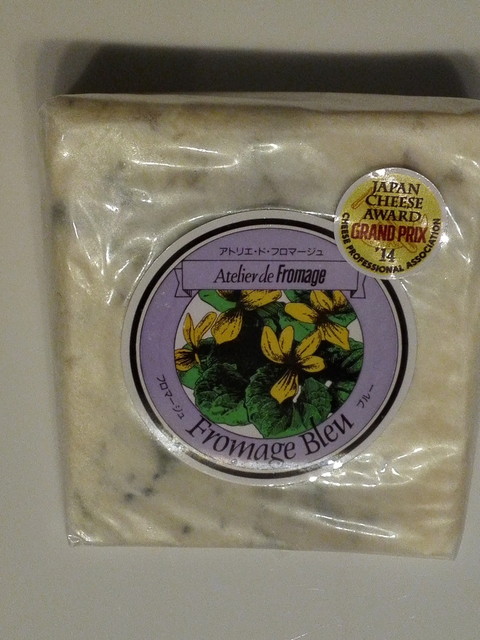 JAPAN
CHEESE
AWARD
GRAND PRIX
'14
CHEESE PROFESSIONAL ASSOCIATION
アトリエ・ド・フロマージュ
Atelier de Fromage
フロマージュ ブルー
Fromage Bleu